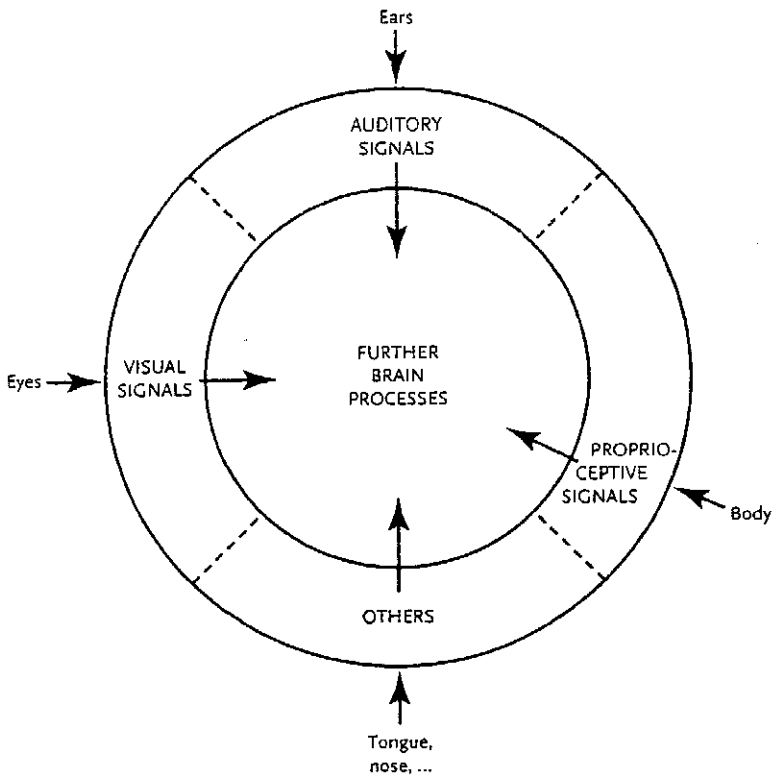 Ears
AUDITORY
SIGNALS
Eyes
VISUAL
SIGNALS
FURTHER
BRAIN
PROCESSES
PROPRIO-
CEPTIVE
SIGNALS
Body
OTHERS
Tongue,
nose, ...